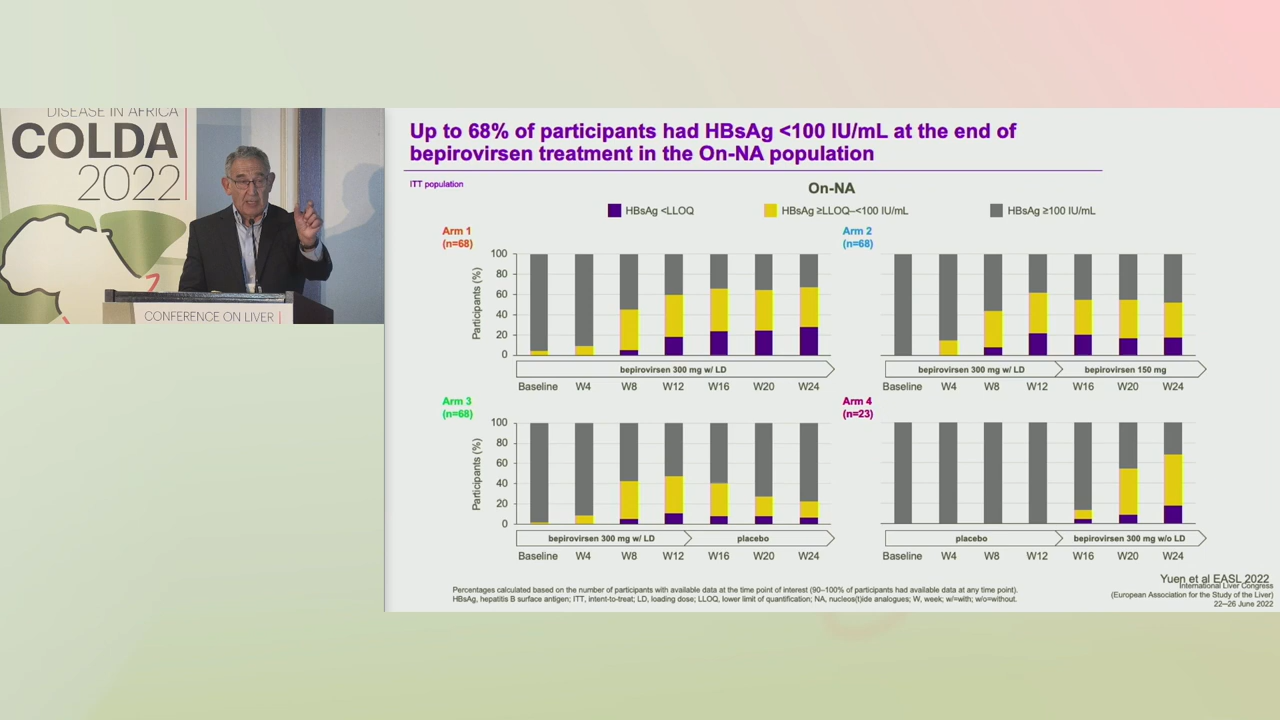 DISEASE IN AFRICA
COLDA
2022
CONFERENCE ON LIVER
Up to 68% of participants had HBsAg <100 IU/mL at the end of
bepirovirsen treatment in the On-NA population
ITT population
On-NA
HBsAg <LLOQ
HBsAg ≥LLOQ–<100 IU/mL
HBsAg ≥100 IU/mL
Arm 1
(n=68)
Participants (%)
100
80
60
40
20
0
bepirovirsen 300 mg w/ LD
Baseline W4 W8 W12 W16 W20 W24
Arm 2
(n=68)
bepirovirsen 300 mg w/ LD
bepirovirsen 150 mg
Baseline W4 W8 W12 W16 W20 W24
Arm 3
(n=68)
Participants (%)
100
80
60
40
20
0
bepirovirsen 300 mg w/ LD
placebo
Baseline W4 W8 W12 W16 W20 W24
Arm 4
(n=23)
placebo
bepirovirsen 300 mg w/o LD
Baseline W4 W8 W12 W16 W20 W24
Yuen et al EASL 2022
International Liver Congress
(European Association for the Study of the Liver)
22–26 June 2022
Percentages calculated based on the number of participants with available data at the time point of interest (90–100% of participants had available data at any time point).
HBsAg, hepatitis B surface antigen; ITT, intent-to-treat; LD, loading dose; LLOQ, lower limit of quantification; NA, nucleos(t)ide analogues; W, week; w/=with; w/o=without.